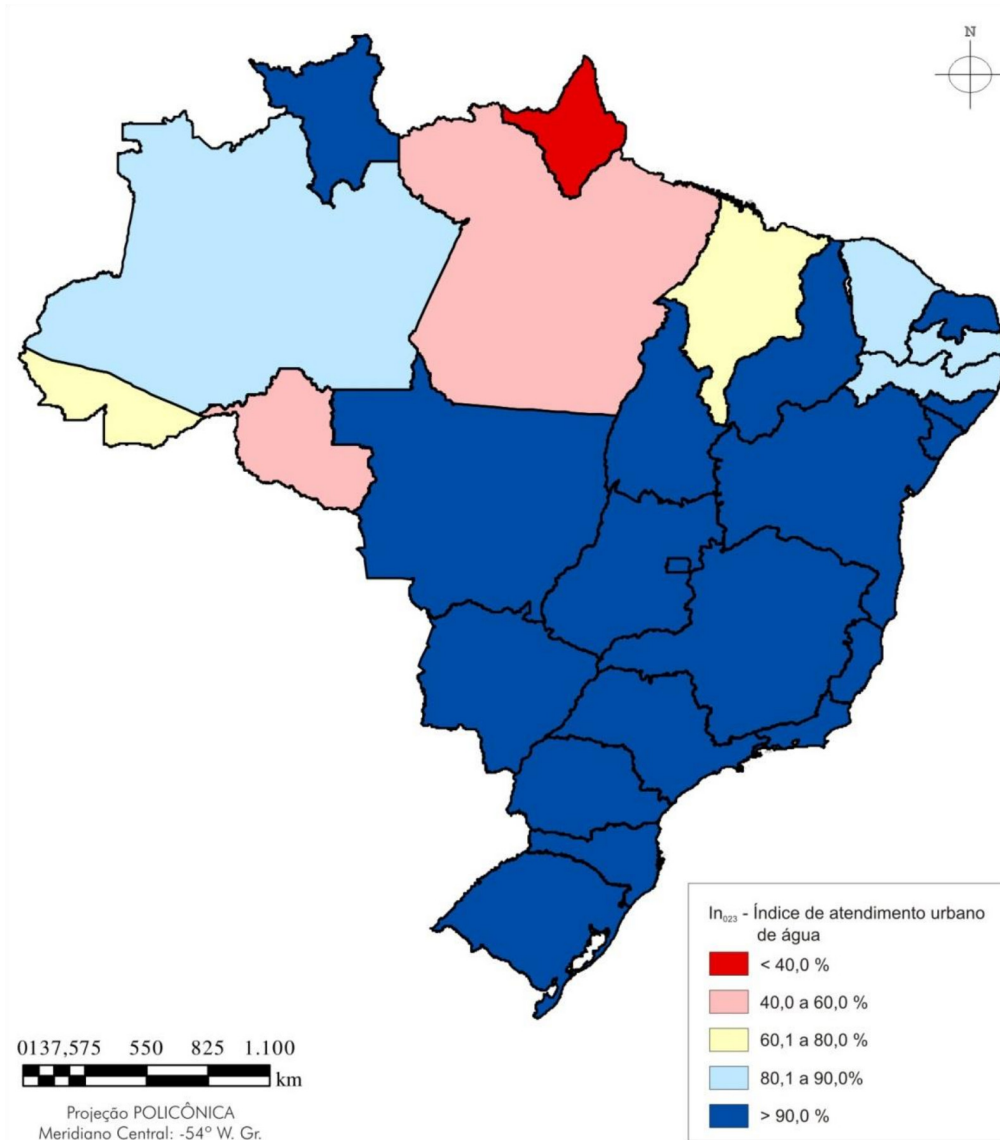 N
In023 - Índice de atendimento urbano
de água
< 40,0 %
40,0 a 60,0 %
60,1 a 80,0 %
80,1 a 90,0%
> 90,0 %
0137,575 550 825 1.100
km
Projeção POLICÔNICA
Meridiano Central: -54º W. Gr.